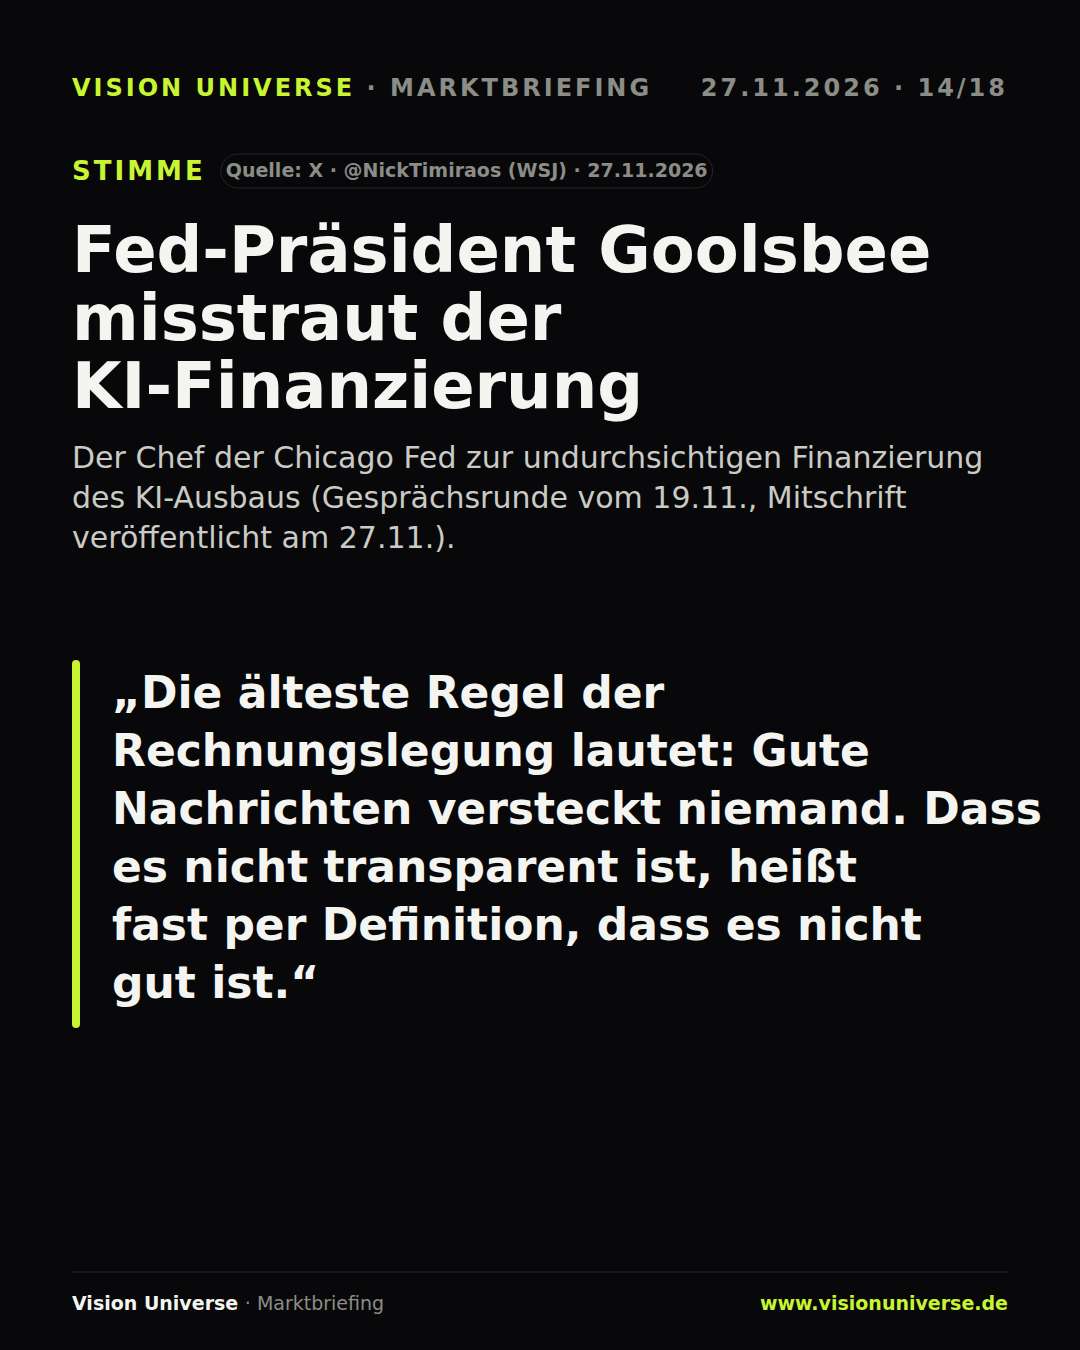 VISION UNIVERSE · MARKTBRIEFING 27.11.2026 · 14/18
STIMME Quelle: X · @NickTimiraos (WSJ) · 27.11.2026
Fed-Präsident Goolsbee
misstraut der
KI-Finanzierung
Der Chef der Chicago Fed zur undurchsichtigen Finanzierung
des KI-Ausbaus (Gesprächsrunde vom 19.11., Mitschrift
veröffentlicht am 27.11.).
„Die älteste Regel der
Rechnungslegung lautet: Gute
Nachrichten versteckt niemand. Dass
es nicht transparent ist, heißt
fast per Definition, dass es nicht
gut ist.“
Vision Universe · Marktbriefing www.visionuniverse.de